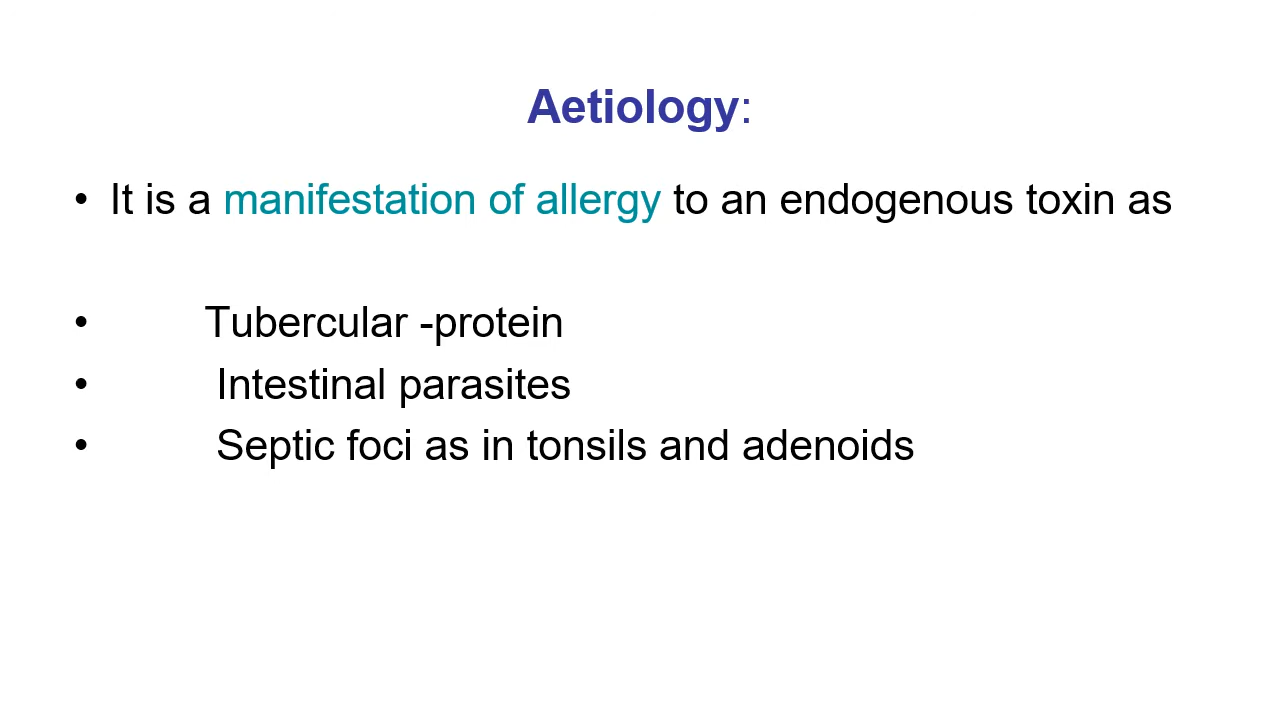 Aetiology:
• It is a manifestation of allergy to an endogenous toxin as
• Tubercular -protein
• Intestinal parasites
• Septic foci as in tonsils and adenoids